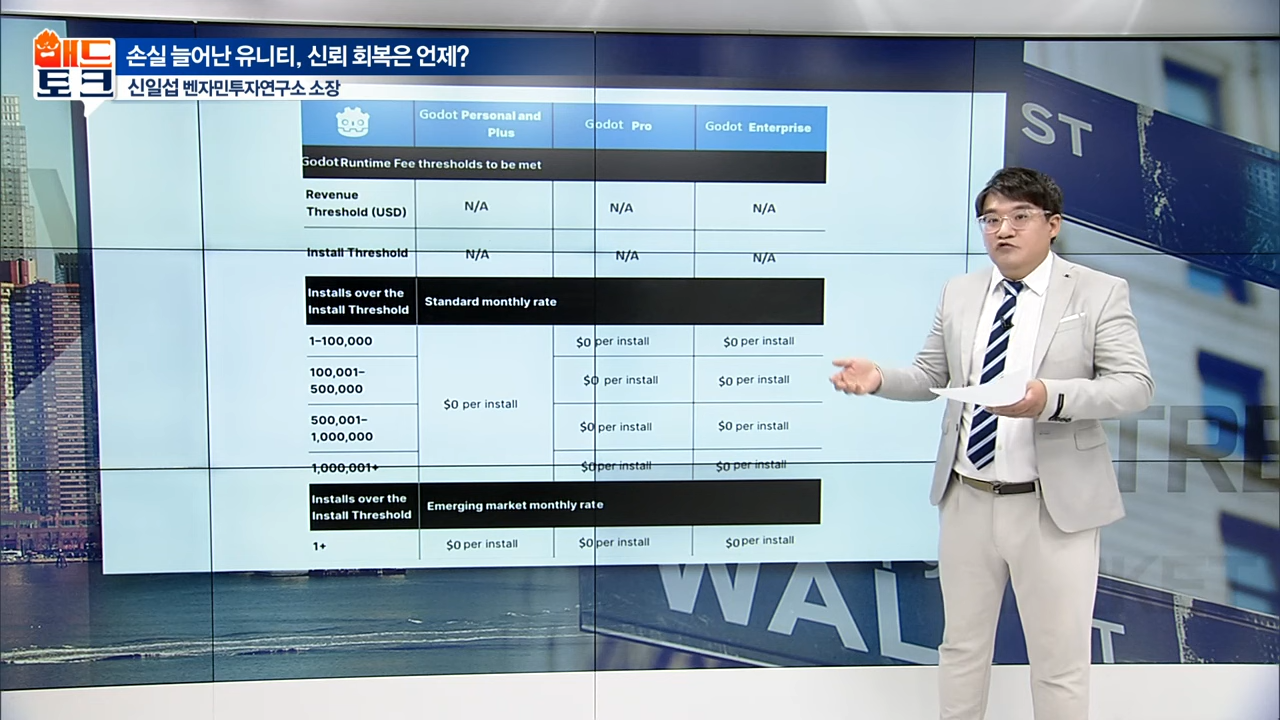 매드
토크
손실 늘어난 유니티, 신뢰 회복은 언제?
신일섭 벤자민투자연구소 소장
Godot Personal and
Plus
Godot Pro
Godot Enterprise
Godot Runtime Fee thresholds to be met
Revenue
Threshold (USD)
N/A
N/A
N/A
Install Threshold
N/A
N/A
N/A
Installs over the
Install Threshold
Standard monthly rate
1–100,000
$0 per install
$0 per install
100,001–
500,000
$0 per install
$0 per install
$0 per install
500,001–
1,000,000
$0 per install
$0 per install
1,000,001+
$0 per install
$0 per install
Installs over the
Install Threshold
Emerging market monthly rate
1+
$0 per install
$0 per install
$0 per install
ST
TRE
WALL
T